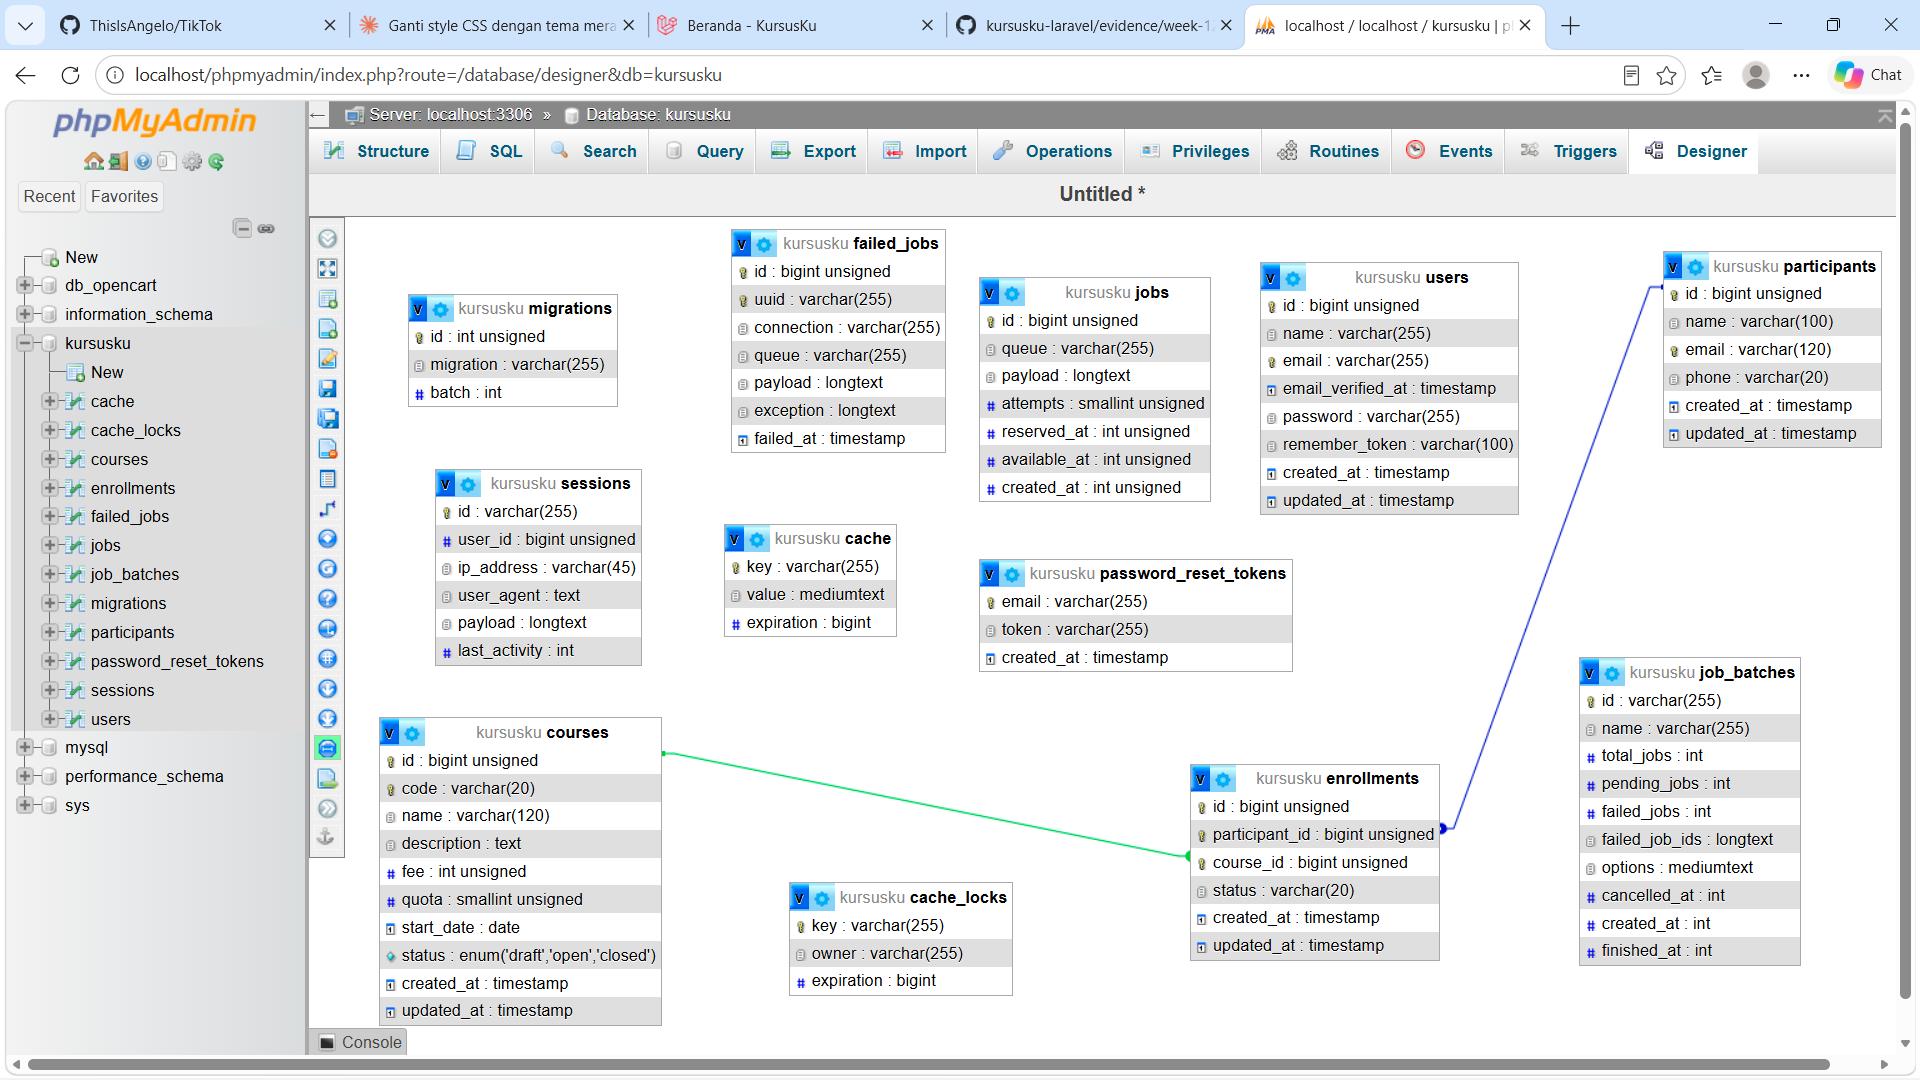 ThisIsAngelo/TikTok
Ganti style CSS dengan tema mera
Beranda - KursusKu
kursusku-laravel/evidence/week-1
localhost / localhost / kursusku | p
localhost/phpmyadmin/index.php?route=/database/designer&db=kursusku
Chat
phpMyAdmin
Recent
Favorites
New
db_opencart
information_schema
kursusku
New
cache
cache_locks
courses
enrollments
failed_jobs
jobs
job_batches
migrations
participants
password_reset_tokens
sessions
users
mysql
performance_schema
sys
Server: localhost:3306 » Database: kursusku
Structure
SQL
Search
Query
Export
Import
Operations
Privileges
Routines
Events
Triggers
Designer
Untitled *
v kursusku migrations
id : int unsigned
migration : varchar(255)
# batch : int
v kursusku failed_jobs
id : bigint unsigned
uuid : varchar(255)
connection : varchar(255)
queue : varchar(255)
payload : longtext
exception : longtext
failed_at : timestamp
v kursusku jobs
id : bigint unsigned
queue : varchar(255)
payload : longtext
# attempts : smallint unsigned
# reserved_at : int unsigned
# available_at : int unsigned
# created_at : int unsigned
v kursusku users
id : bigint unsigned
name : varchar(255)
email : varchar(255)
email_verified_at : timestamp
password : varchar(255)
remember_token : varchar(100)
created_at : timestamp
updated_at : timestamp
v kursusku participants
id : bigint unsigned
name : varchar(100)
email : varchar(120)
phone : varchar(20)
created_at : timestamp
updated_at : timestamp
v kursusku sessions
id : varchar(255)
# user_id : bigint unsigned
ip_address : varchar(45)
user_agent : text
payload : longtext
# last_activity : int
v kursusku cache
key : varchar(255)
value : mediumtext
# expiration : bigint
v kursusku password_reset_tokens
email : varchar(255)
token : varchar(255)
created_at : timestamp
v kursusku job_batches
id : varchar(255)
name : varchar(255)
# total_jobs : int
# pending_jobs : int
# failed_jobs : int
failed_job_ids : longtext
options : mediumtext
# cancelled_at : int
# created_at : int
# finished_at : int
v kursusku courses
id : bigint unsigned
code : varchar(20)
name : varchar(120)
description : text
# fee : int unsigned
# quota : smallint unsigned
start_date : date
status : enum('draft','open','closed')
created_at : timestamp
updated_at : timestamp
v kursusku enrollments
id : bigint unsigned
participant_id : bigint unsigned
course_id : bigint unsigned
status : varchar(20)
created_at : timestamp
updated_at : timestamp
v kursusku cache_locks
key : varchar(255)
owner : varchar(255)
# expiration : bigint
Console